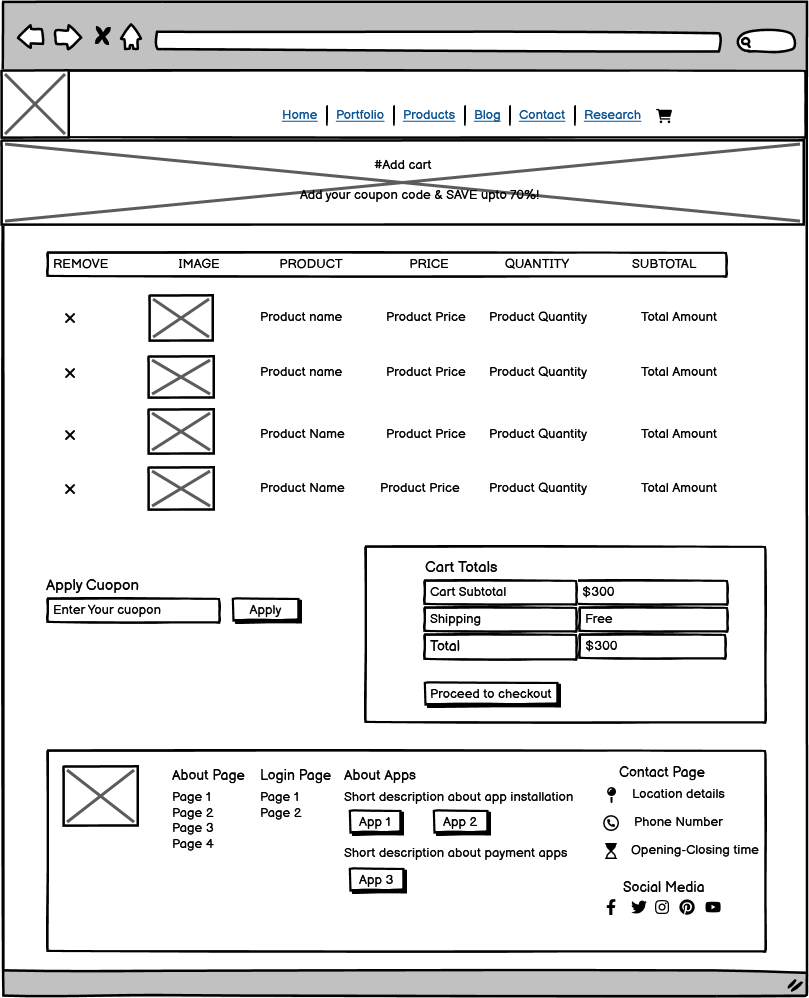 Home Portfolio Products Blog Contact Research
#Add cart
Add your coupon code & SAVE upto 70%!
REMOVE IMAGE PRODUCT PRICE QUANTITY SUBTOTAL
Product name Product Price Product Quantity Total Amount
Product name Product Price Product Quantity Total Amount
Product Name Product Price Product Quantity Total Amount
Product Name Product Price Product Quantity Total Amount
Apply Cuopon
Enter Your cuopon Apply
Cart Totals
Cart Subtotal $300
Shipping Free
Total $300
Proceed to checkout
About Page
Page 1
Page 2
Page 3
Page 4
Login Page
Page 1
Page 2
About Apps
Short description about app installation
App 1 App 2
Short description about payment apps
App 3
Contact Page
Location details
Phone Number
Opening-Closing time
Social Media